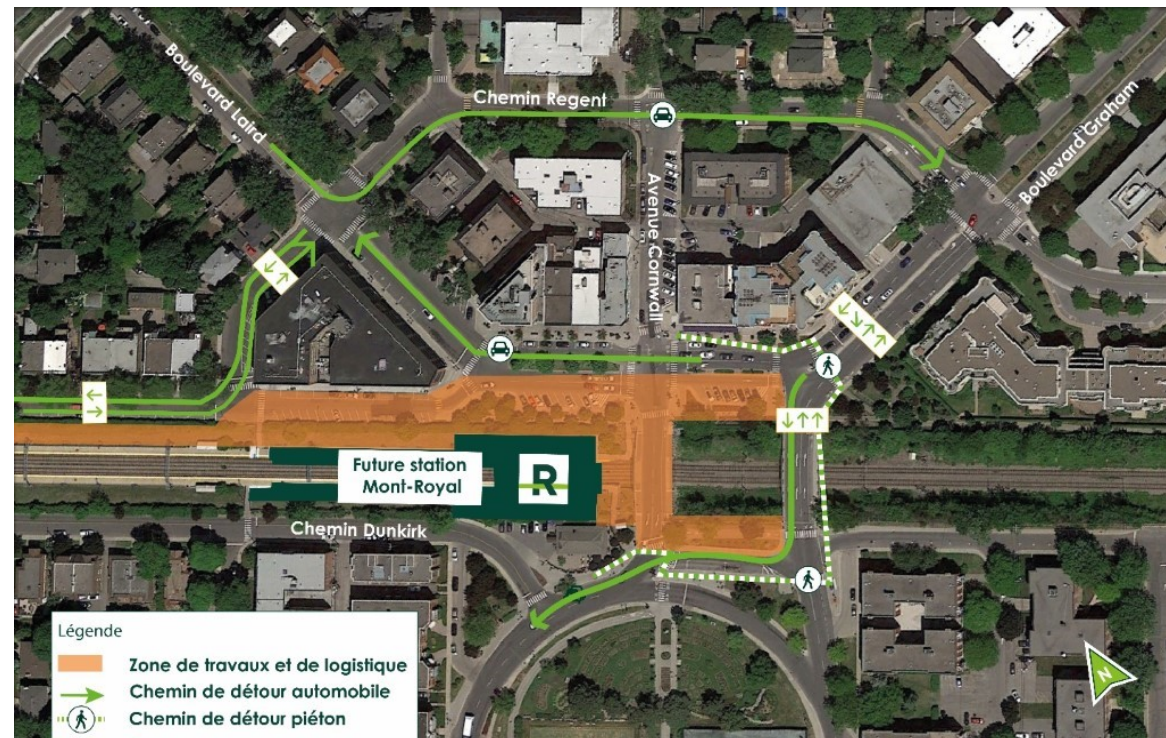 Boulevard Laird
Chemin Regent
Boulevard Graham
Avenue Cornwall
Future station
Mont-Royal
R
Chemin Dunkirk
Légende
Zone de travaux et de logistique
Chemin de détour automobile
Chemin de détour piéton
N